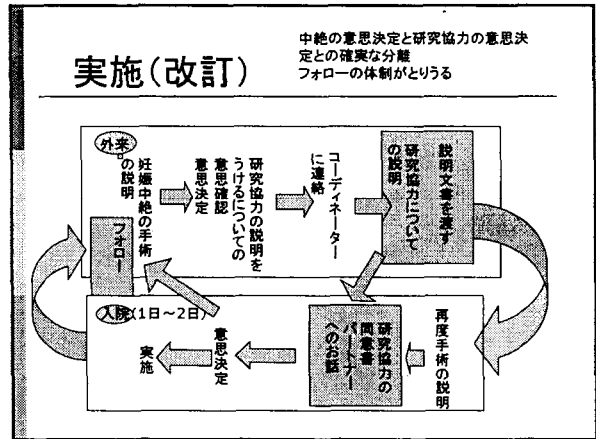 実施(改訂)
中絶の意思決定と研究協力の意思決
定との確実な分離
フォローの体制がとりうる
外来
妊娠中絶の手術
の説明
研究協力の説明を
うけるについての
意思確認
意思決定
コーディネーター
に連絡
説明文書を渡す
研究協力について
の説明
フォロー
入院(1日~2日)
再度手術の説明
研究協力の
同意書
パートナー
へのお話
意思決定
実施